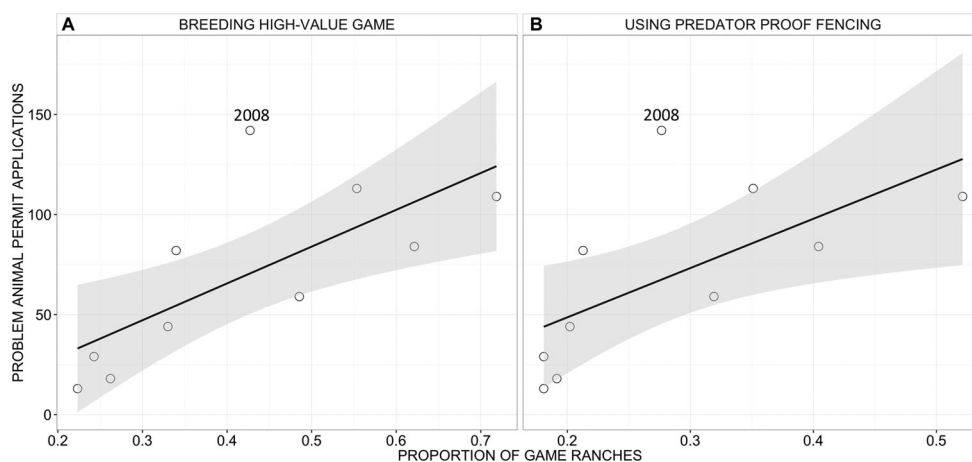 A BREEDING HIGH-VALUE GAME
B USING PREDATOR PROOF FENCING
PROBLEM ANIMAL PERMIT APPLICATIONS
150
100
50
0
2008
2008
0.2 0.3 0.4 0.5 0.6 0.7
0.2 0.3 0.4 0.5
PROPORTION OF GAME RANCHES